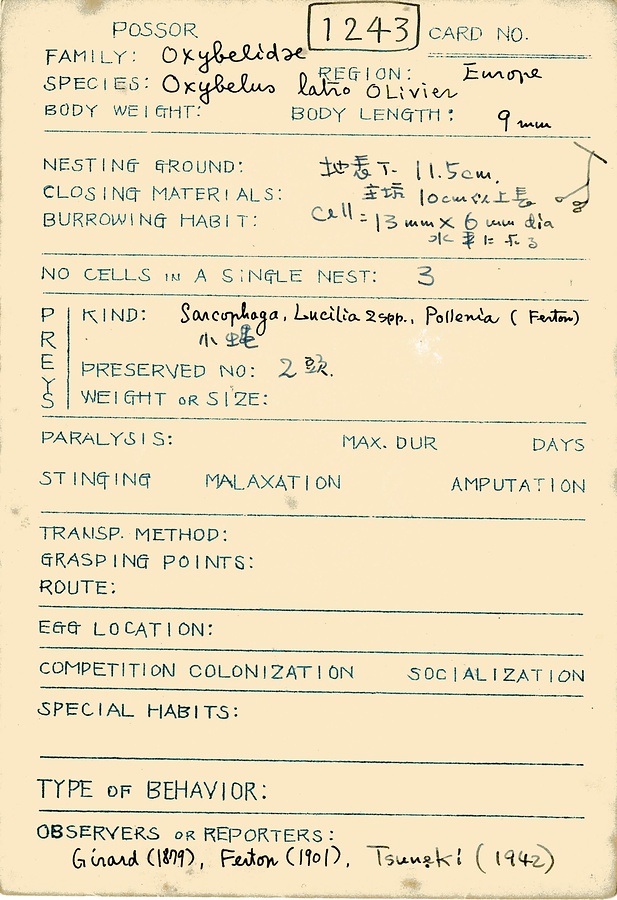 POSSOR 1243 CARD NO.
FAMILY: Oxybelidae
SPECIES: Oxybelus latro Olivier REGION: Europe
BODY WEIGHT: BODY LENGTH: 9 mm
NESTING GROUND: 地表下 11.5cm.
CLOSING MATERIALS: 主坑 10cm以上長
BURROWING HABIT: Cell = 13 mm x 6 mm dia
水平に
NO CELLS IN A SINGLE NEST: 3
PREYS
KIND: Sarcophaga, Lucilia 2spp., Pollenia (Ferton)
小蝿
PRESERVED NO: 2頭.
WEIGHT OR SIZE:
PARALYSIS: MAX. DUR DAYS
STINGING MALAXATION AMPUTATION
TRANSP. METHOD:
GRASPING POINTS:
ROUTE:
EGG LOCATION:
COMPETITION COLONIZATION SOCIALIZATION
SPECIAL HABITS:
TYPE OF BEHAVIOR:
OBSERVERS OR REPORTERS:
Girard (1879), Ferton (1901), Tsuneki (1942)